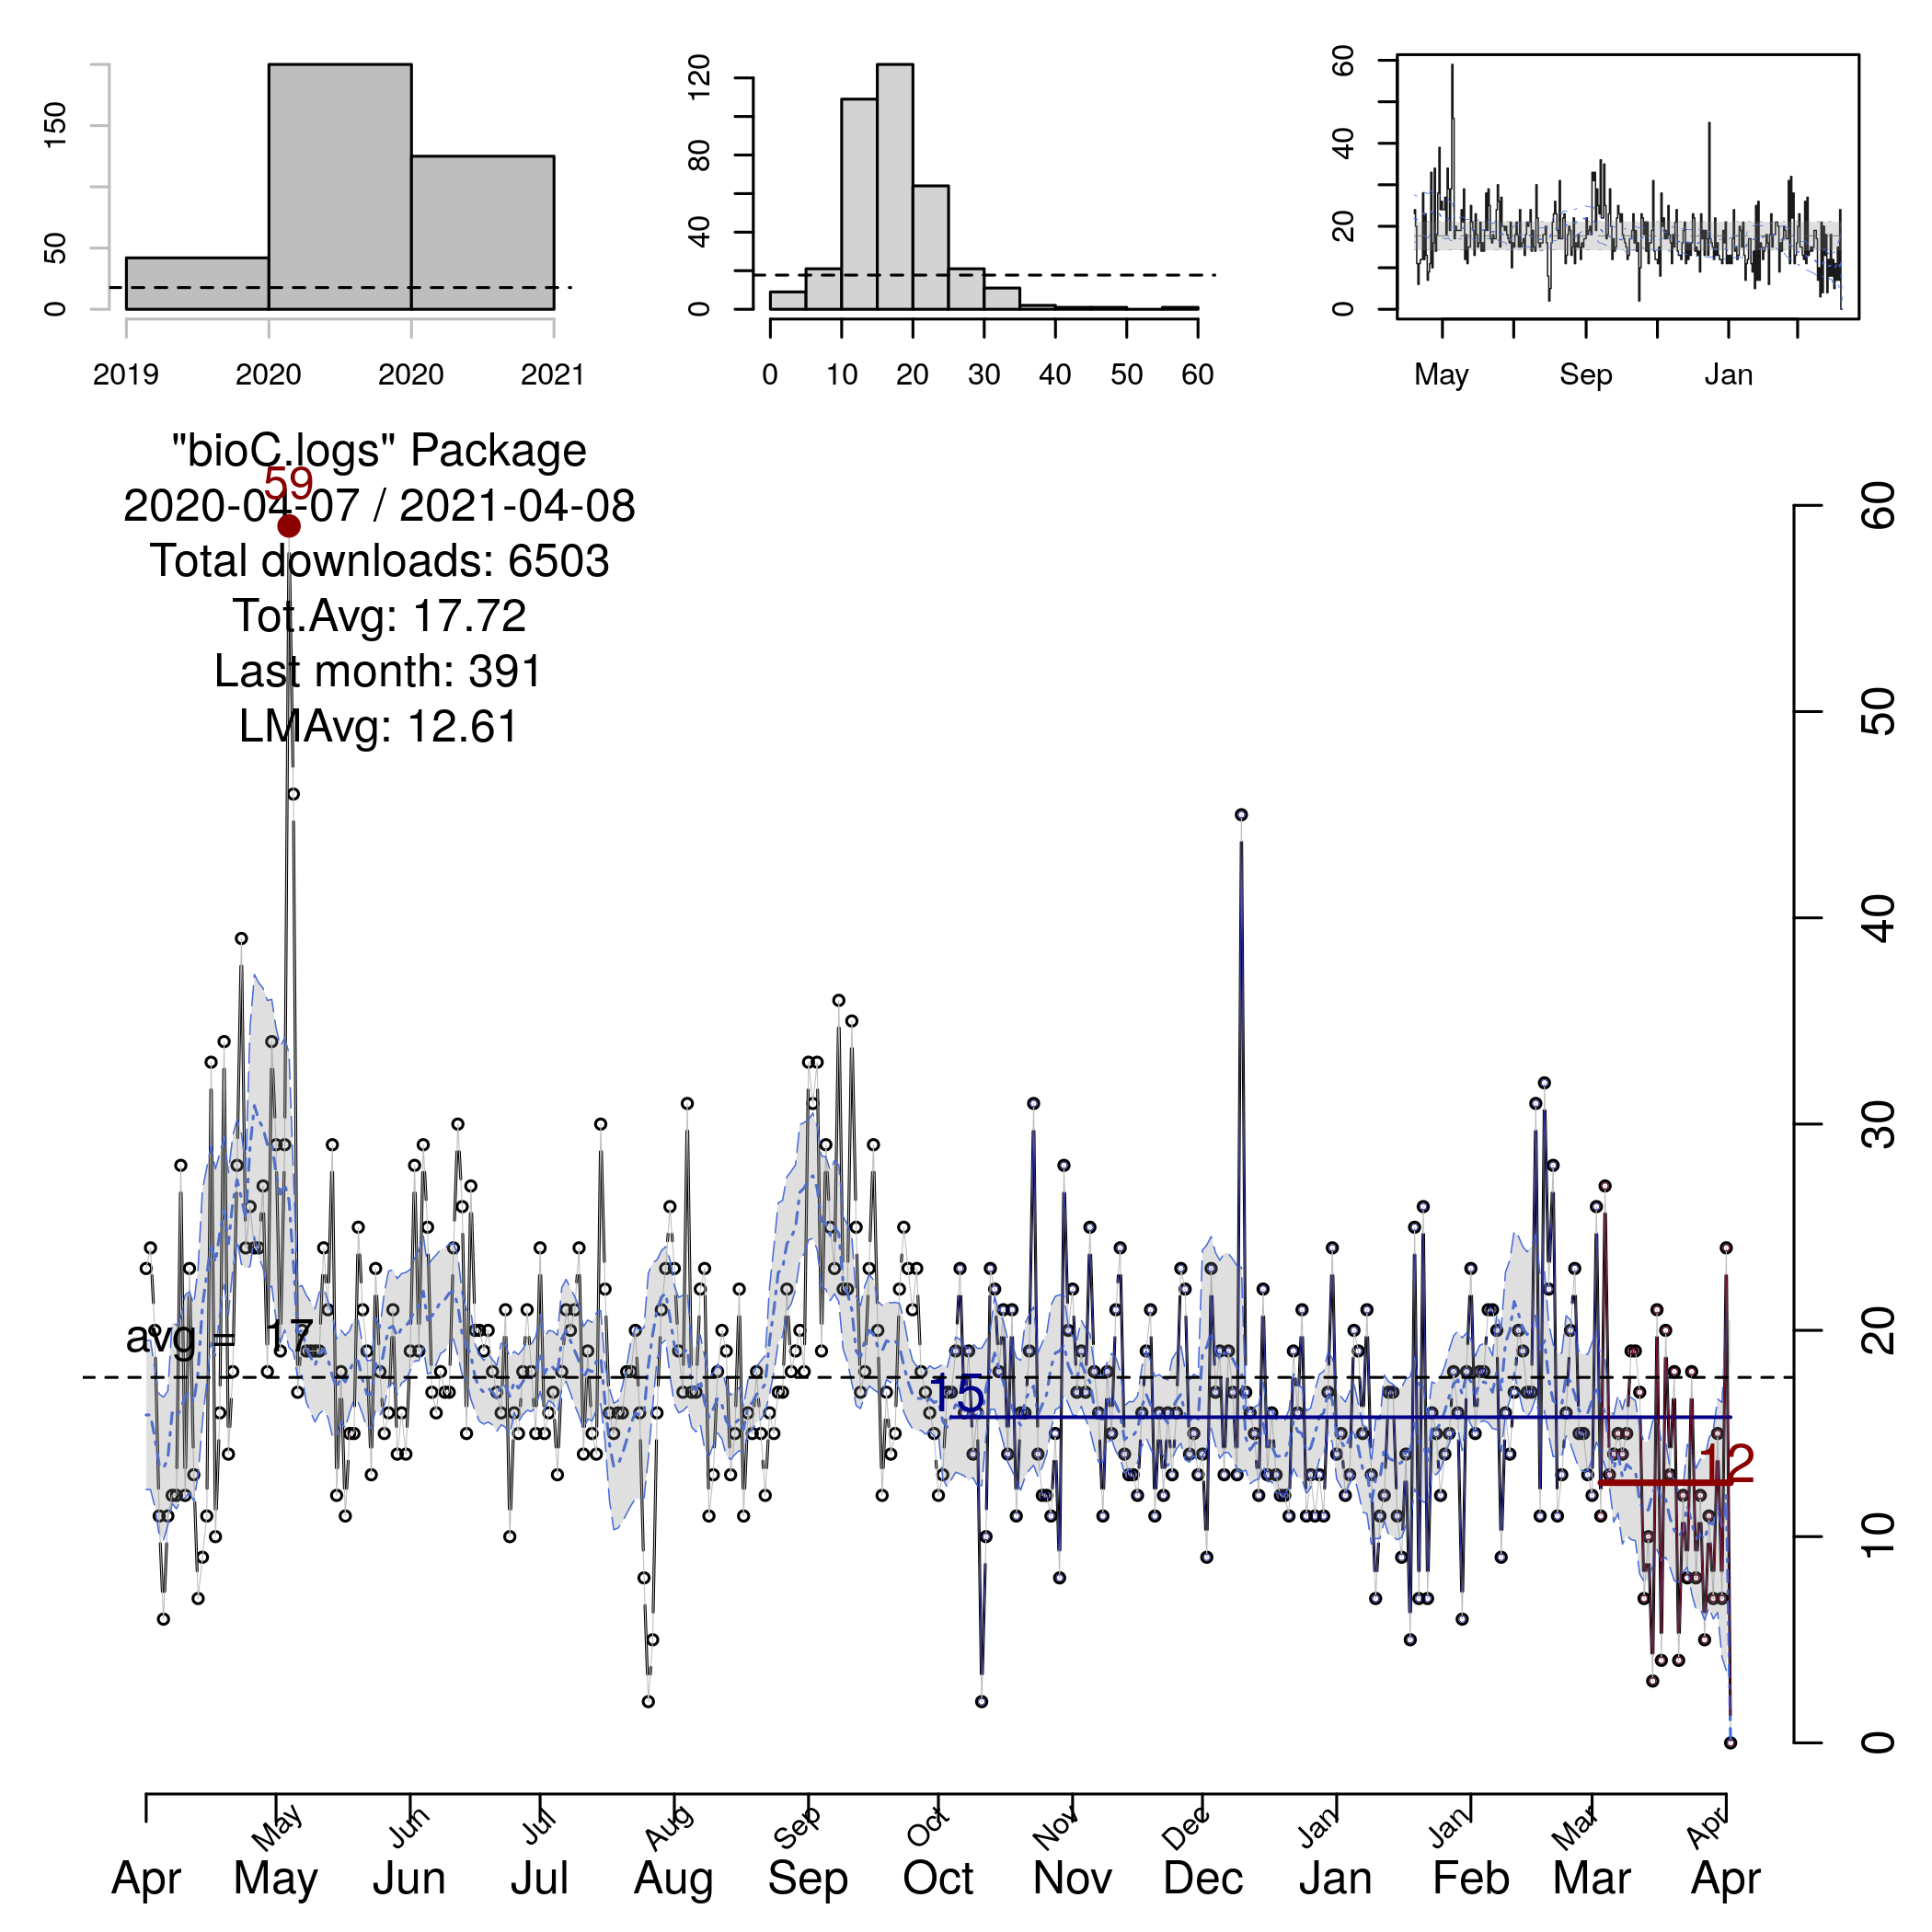 150
50
0
2019 2020 2020 2021
120
80
40
0
0 10 20 30 40 50 60
60
40
20
0
May Sep Jan
"bioC.logs" Package
59
2020-04-07 / 2021-04-08
Total downloads: 6503
Tot.Avg: 17.72
Last month: 391
LMAvg: 12.61
60
50
40
30
20
10
0
avg = 17
15
12
May Jun Jul Aug Sep Oct Nov Dec Jan Jan Mar Apr
Apr May Jun Jul Aug Sep Oct Nov Dec Jan Feb Mar Apr